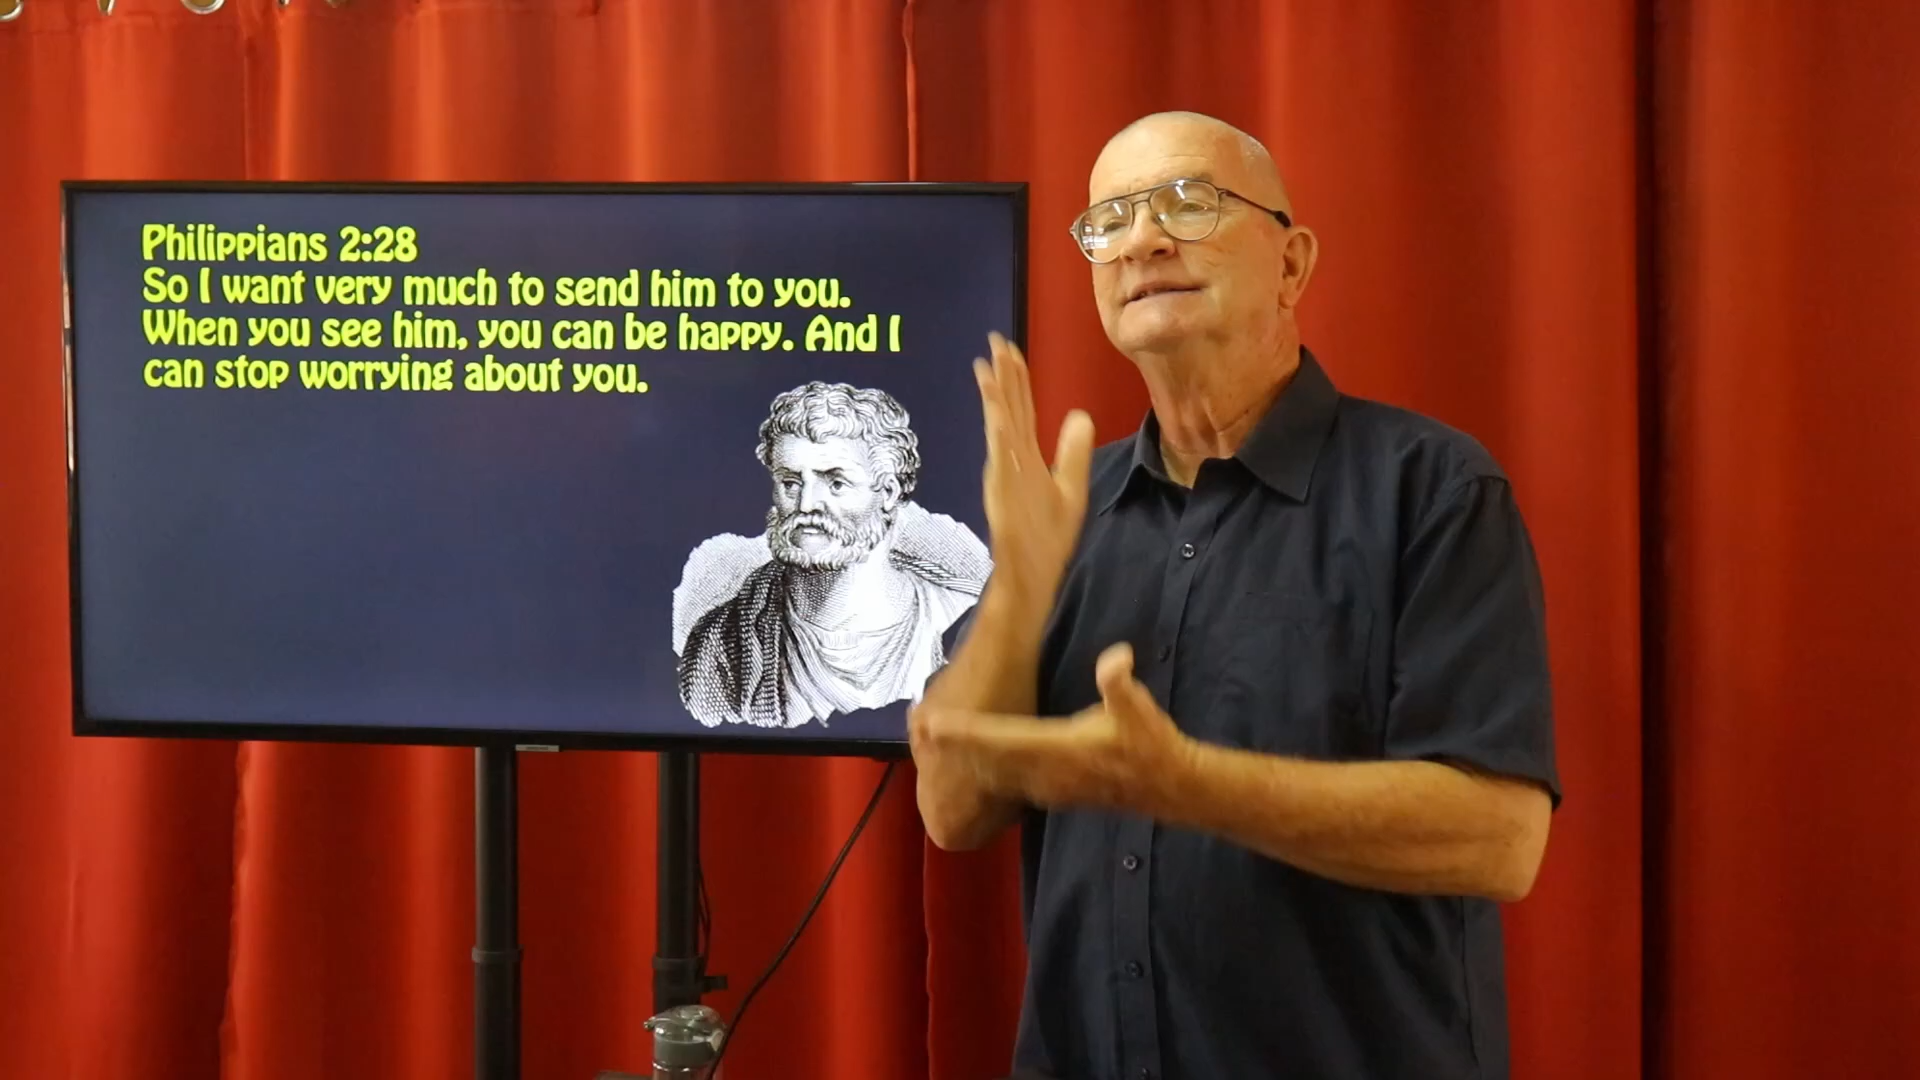 Philippians 2:28
So I want very much to send him to you.
When you see him, you can be happy. And I
can stop worrying about you.